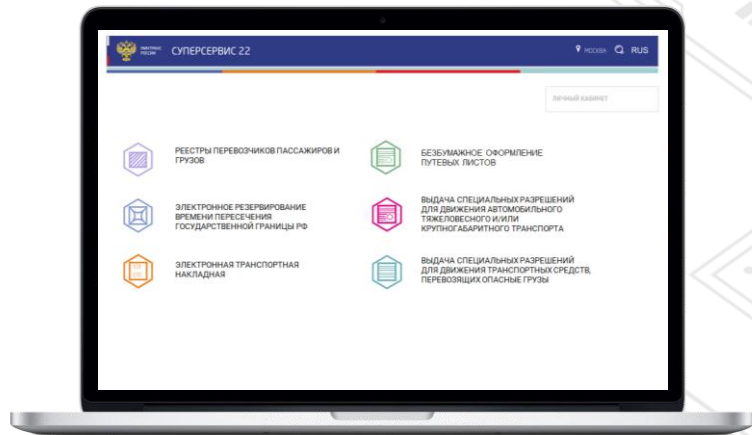 МИНТРАНС
РОССИИ
СУПЕРСЕРВИС 22
МОСКВА
RUS
ЛИЧНЫЙ КАБИНЕТ
РЕЕСТРЫ ПЕРЕВОЗЧИКОВ ПАССАЖИРОВ И
ГРУЗОВ
БЕЗБУМАЖНОЕ ОФОРМЛЕНИЕ
ПУТЕВЫХ ЛИСТОВ
ЭЛЕКТРОННОЕ РЕЗЕРВИРОВАНИЕ
ВРЕМЕНИ ПЕРЕСЕЧЕНИЯ
ГОСУДАРСТВЕННОЙ ГРАНИЦЫ РФ
ВЫДАЧА СПЕЦИАЛЬНЫХ РАЗРЕШЕНИЙ
ДЛЯ ДВИЖЕНИЯ АВТОМОБИЛЬНОГО
ТЯЖЕЛОВЕСНОГО И/ИЛИ
КРУПНОГАБАРИТНОГО ТРАНСПОРТА
ЭЛЕКТРОННАЯ ТРАНСПОРТНАЯ
НАКЛАДНАЯ
ВЫДАЧА СПЕЦИАЛЬНЫХ РАЗРЕШЕНИЙ
ДЛЯ ДВИЖЕНИЯ ТРАНСПОРТНЫХ СРЕДСТВ,
ПЕРЕВОЗЯЩИХ ОПАСНЫЕ ГРУЗЫ